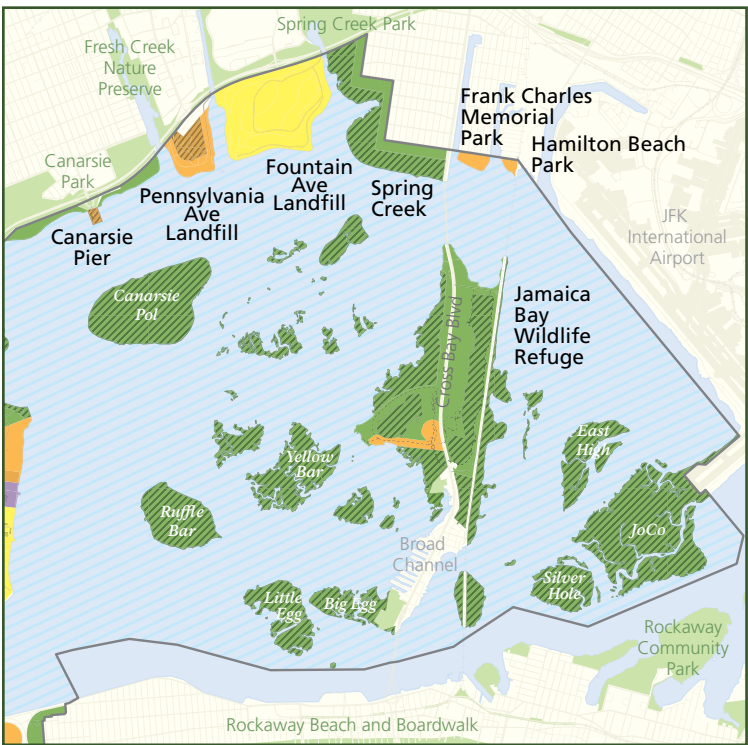 Spring Creek Park
Fresh Creek
Nature
Preserve
Frank Charles
Memorial
Park
Hamilton Beach
Park
Canarsie
Park
Pennsylvania
Ave
Landfill
Fountain
Ave
Landfill
Spring
Creek
Canarsie
Pier
JFK
International
Airport
Canarsie
Pol
Cross Bay Blvd
Jamaica
Bay
Wildlife
Refuge
East
High
Yellow
Bar
Ruffle
Bar
JoCo
Broad
Channel
Silver
Hole
Little
Egg
Big Egg
Rockaway
Community
Park
Rockaway Beach and Boardwalk